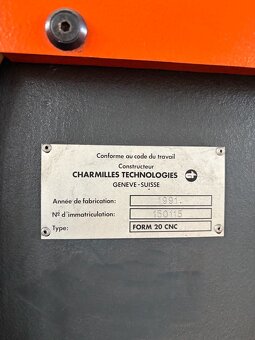 Conforme au code du travail
Constructeur
CHARMILLES TECHNOLOGIES
GENEVE-SUISSE
Année de fabrication: 1991.
Nº d'immatriculation: 150115
Type: FORM 20 CNC